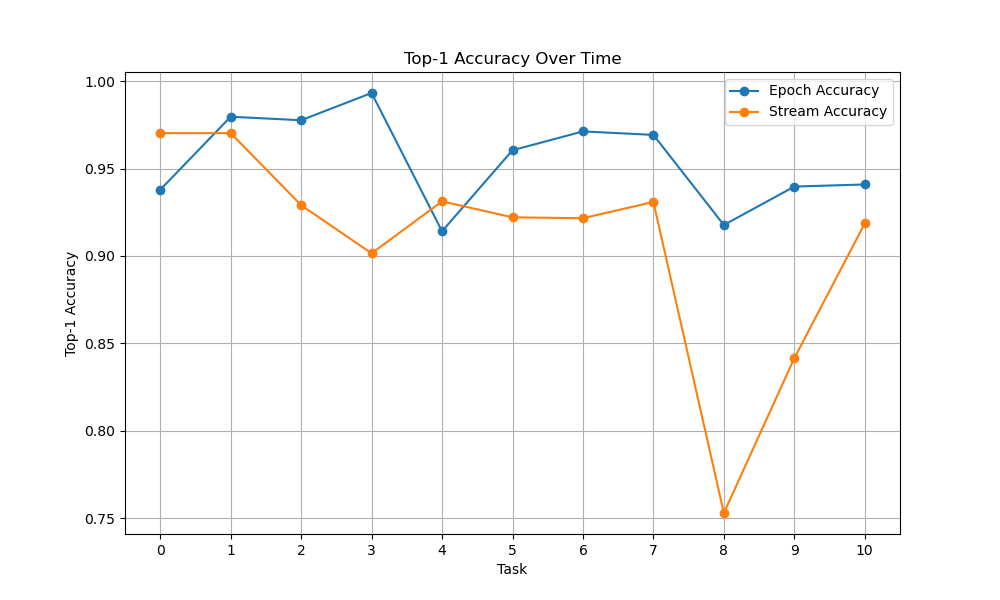 Top-1 Accuracy Over Time
Epoch Accuracy
Stream Accuracy
Top-1 Accuracy
1.00
0.95
0.90
0.85
0.80
0.75
0 1 2 3 4 5 6 7 8 9 10
Task